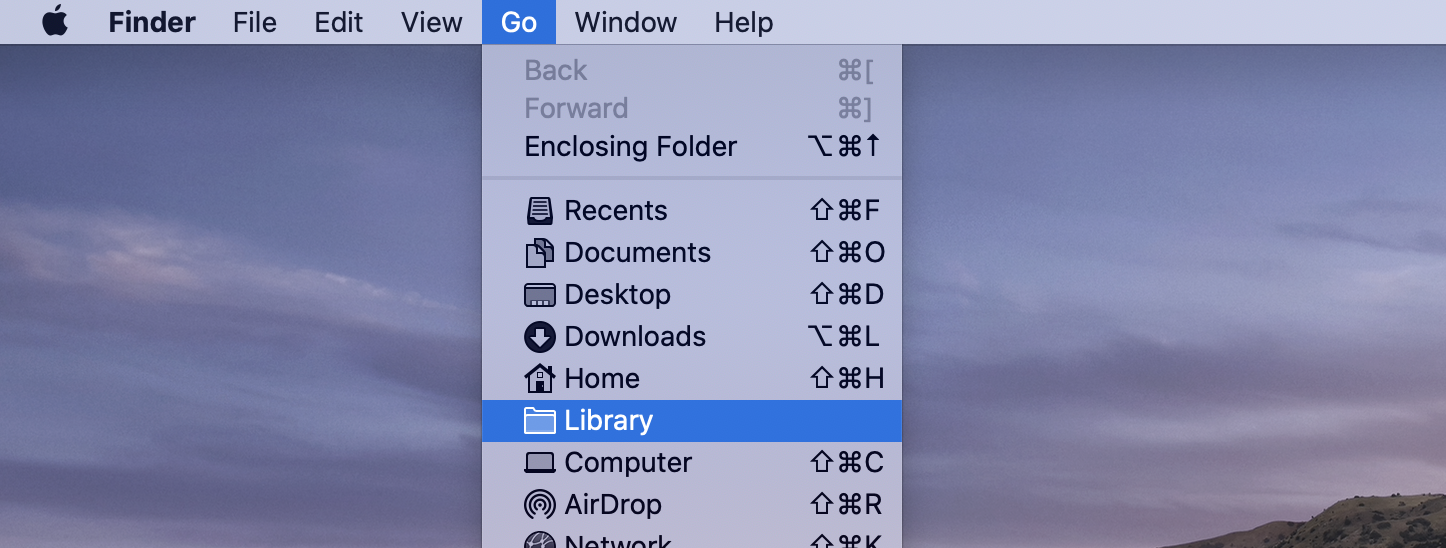 Finder File Edit View Go Window Help
Back ⌘[
Forward ⌘]
Enclosing Folder ⌥⌘↑
Recents ⇧⌘F
Documents ⇧⌘O
Desktop ⇧⌘D
Downloads ⌥⌘L
Home ⇧⌘H
Library
Computer ⇧⌘C
AirDrop ⇧⌘R
Network ⇧⌘K